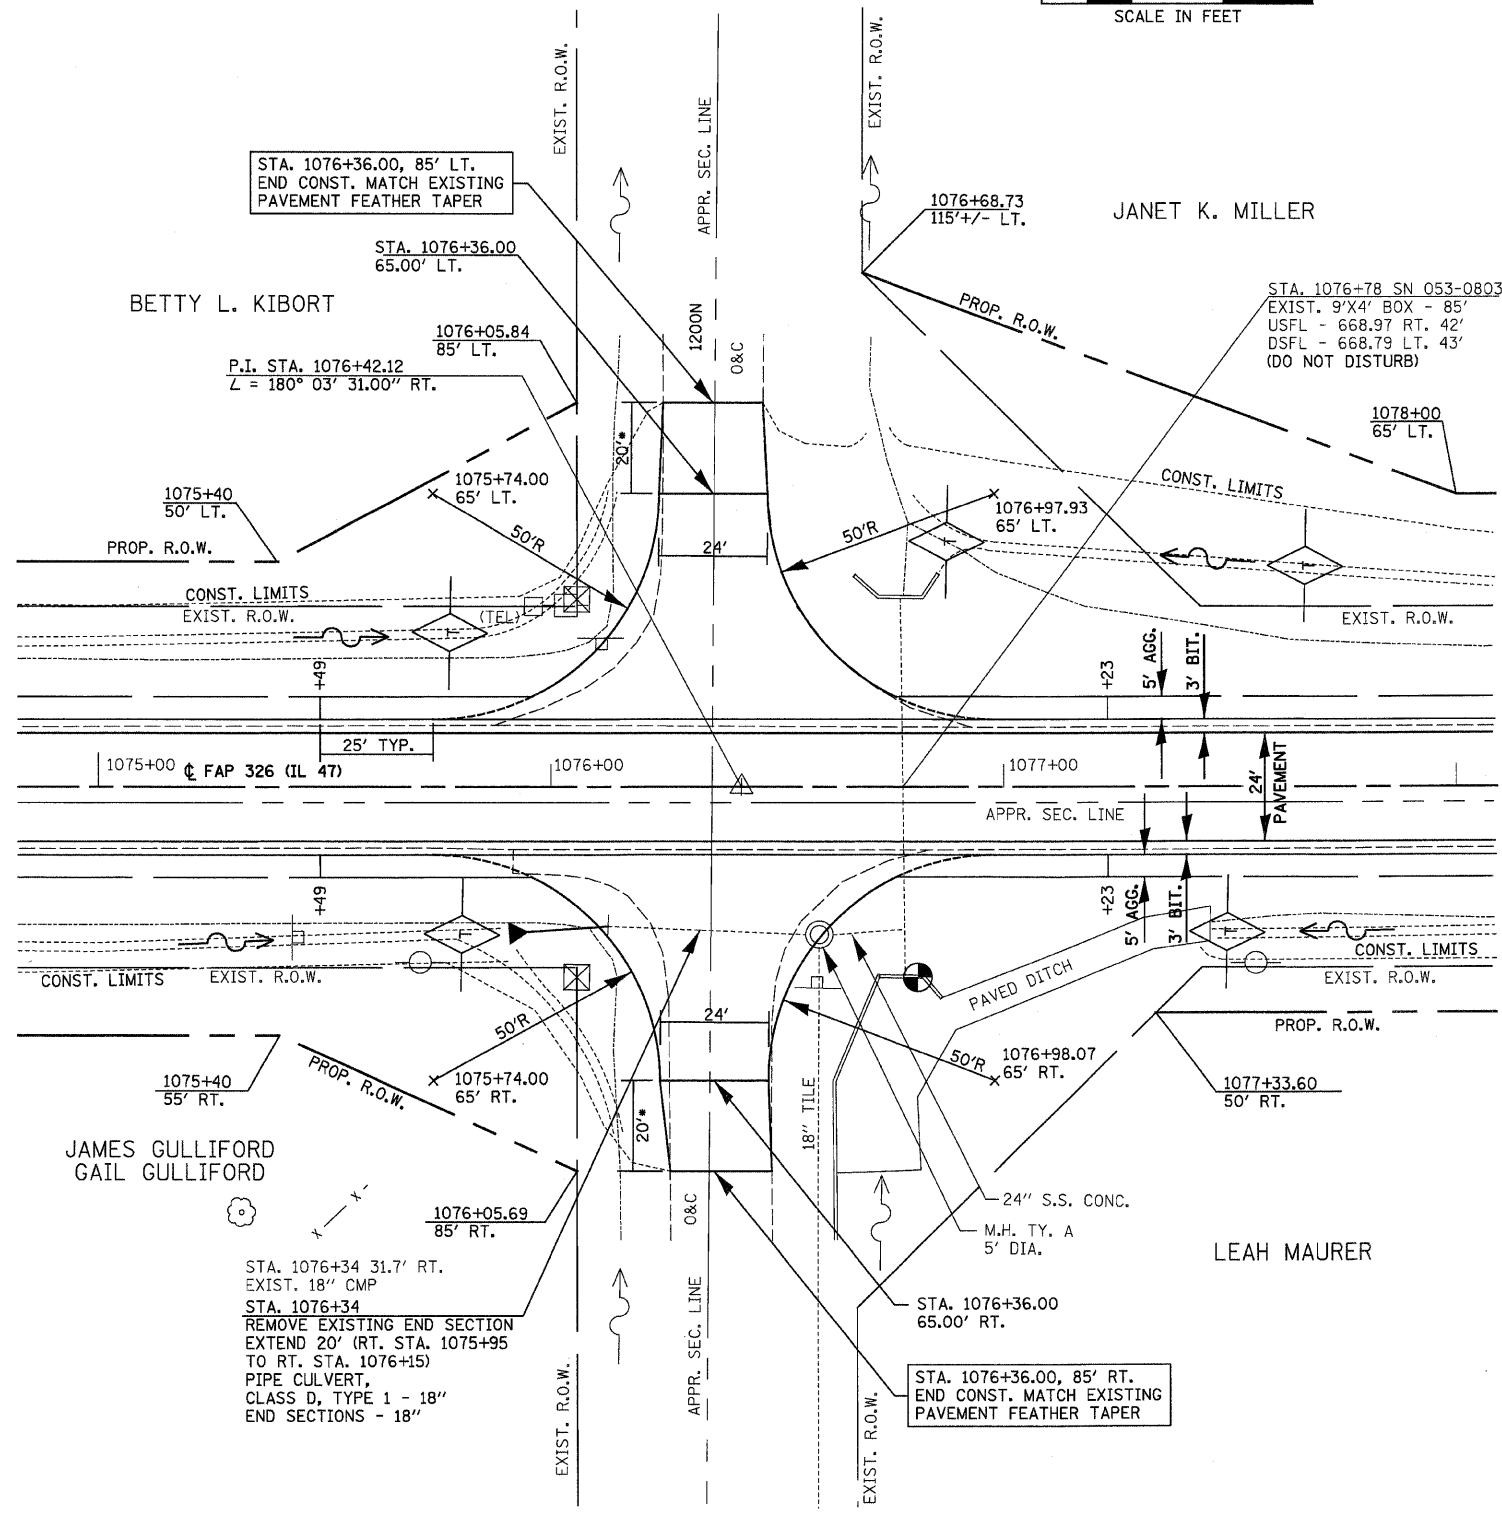 SCALE IN FEET
EXIST. R.O.W.
APPR. SEC. LINE
EXIST. R.O.W.
STA. 1076+36.00, 85' LT.
END CONST. MATCH EXISTING
PAVEMENT FEATHER TAPER
1076+68.73
115'+/- LT.
JANET K. MILLER
STA. 1076+36.00
65.00' LT.
BETTY L. KIBORT
PROP. R.O.W.
STA. 1076+78 SN 053-0803
EXIST. 9'X4' BOX - 85'
USFL - 668.97 RT. 42'
DSFL - 668.79 LT. 43'
(DO NOT DISTURB)
1200N
O&C
1076+05.84
85' LT.
P.I. STA. 1076+42.12
∠ = 180° 03' 31.00" RT.
1078+00
65' LT.
20'*
1075+74.00
65' LT.
1075+40
50' LT.
CONST. LIMITS
1076+97.93
65' LT.
50'R
50'R
24'
PROP. R.O.W.
CONST. LIMITS
EXIST. R.O.W.
(TEL)
T
T
T
EXIST. R.O.W.
+49
+23
5' AGG.
3' BIT.
25' TYP.
1075+00
℄ FAP 326 (IL 47)
1076+00
1077+00
24'
PAVEMENT
APPR. SEC. LINE
+49
+23
5' AGG.
3' BIT.
T
T
CONST. LIMITS
EXIST. R.O.W.
PAVED DITCH
CONST. LIMITS
EXIST. R.O.W.
50'R
24'
PROP. R.O.W.
1075+40
55' RT.
PROP. R.O.W.
1075+74.00
65' RT.
50'R
1076+98.07
65' RT.
1077+33.60
50' RT.
20'*
18" TILE
JAMES GULLIFORD
GAIL GULLIFORD
1076+05.69
85' RT.
O&C
24" S.S. CONC.
M.H. TY. A
5' DIA.
LEAH MAURER
X
X
STA. 1076+34 31.7' RT.
EXIST. 18" CMP
STA. 1076+34
REMOVE EXISTING END SECTION
EXTEND 20' (RT. STA. 1075+95
TO RT. STA. 1076+15)
PIPE CULVERT,
CLASS D, TYPE 1 - 18"
END SECTIONS - 18"
STA. 1076+36.00
65.00' RT.
APPR. SEC. LINE
STA. 1076+36.00, 85' RT.
END CONST. MATCH EXISTING
PAVEMENT FEATHER TAPER
EXIST. R.O.W.
EXIST. R.O.W.